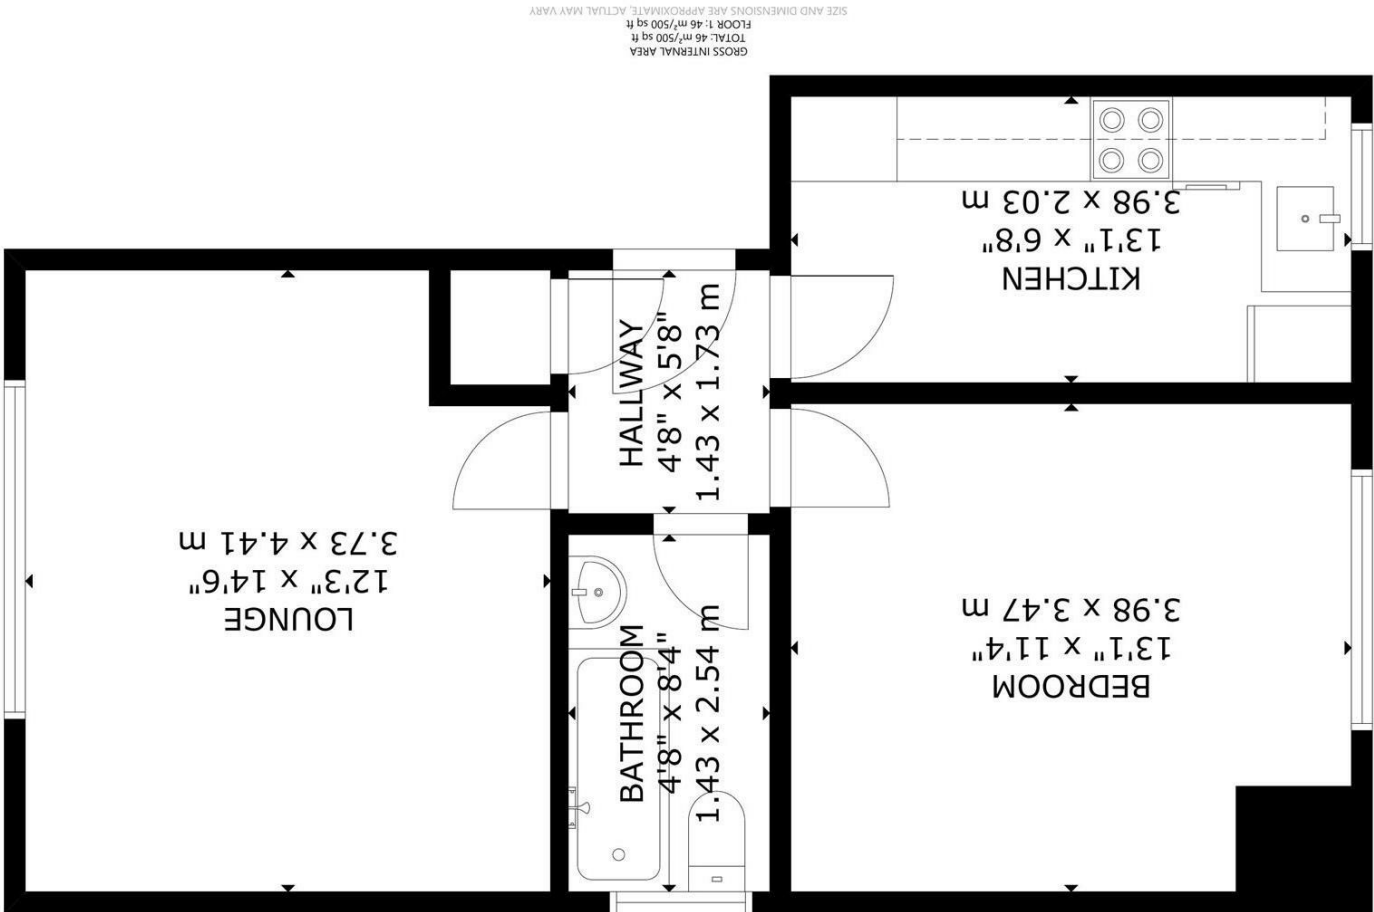 LOUNGE
12'3" x 14'6"
3.73 x 4.41 m
BEDROOM
13'1" x 11'4"
3.98 x 3.47 m
BATHROOM
4'8" x 8'4"
1.43 x 2.54 m
HALLWAY
4'8" x 5'8"
1.43 x 1.73 m
KITCHEN
13'1" x 6'8"
3.98 x 2.03 m
GROSS INTERNAL AREA
TOTAL: 46 m²/500 sq ft
FLOOR 1: 46 m²/500 sq ft
SIZE AND DIMENSIONS ARE APPROXIMATE, ACTUAL MAY VARY